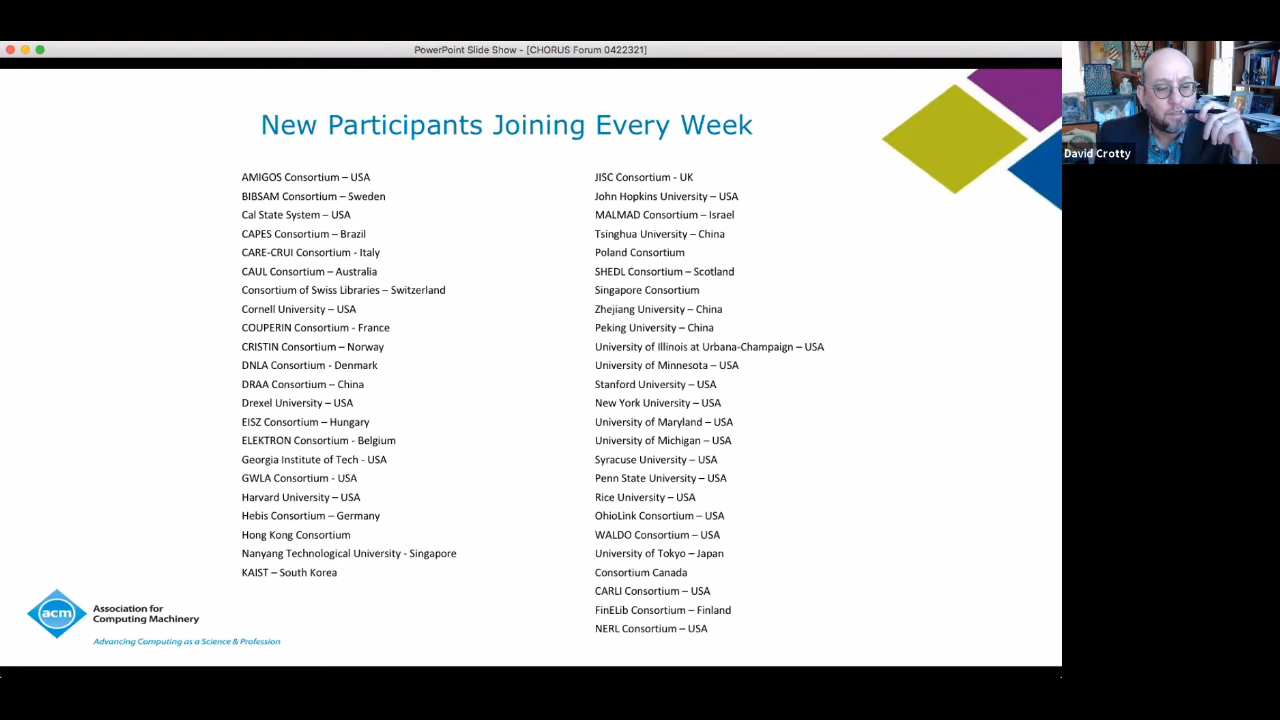 PowerPoint Slide Show - [CHORUS Forum 0422321]
New Participants Joining Every Week
AMIGOS Consortium – USA
BIBSAM Consortium – Sweden
Cal State System – USA
CAPES Consortium – Brazil
CARE-CRUI Consortium - Italy
CAUL Consortium – Australia
Consortium of Swiss Libraries – Switzerland
Cornell University – USA
COUPERIN Consortium - France
CRISTIN Consortium – Norway
DNLA Consortium - Denmark
DRAA Consortium – China
Drexel University – USA
EISZ Consortium – Hungary
ELEKTRON Consortium - Belgium
Georgia Institute of Tech - USA
GWLA Consortium - USA
Harvard University – USA
Hebis Consortium – Germany
Hong Kong Consortium
Nanyang Technological University - Singapore
KAIST – South Korea
JISC Consortium - UK
John Hopkins University – USA
MALMAD Consortium – Israel
Tsinghua University – China
Poland Consortium
SHEDL Consortium – Scotland
Singapore Consortium
Zhejiang University – China
Peking University – China
University of Illinois at Urbana-Champaign – USA
University of Minnesota – USA
Stanford University – USA
New York University – USA
University of Maryland – USA
University of Michigan – USA
Syracuse University – USA
Penn State University – USA
Rice University – USA
OhioLink Consortium – USA
WALDO Consortium – USA
University of Tokyo – Japan
Consortium Canada
CARLI Consortium – USA
FinELib Consortium – Finland
NERL Consortium – USA
acm
Association for
Computing Machinery
Advancing Computing as a Science & Profession
David Crotty